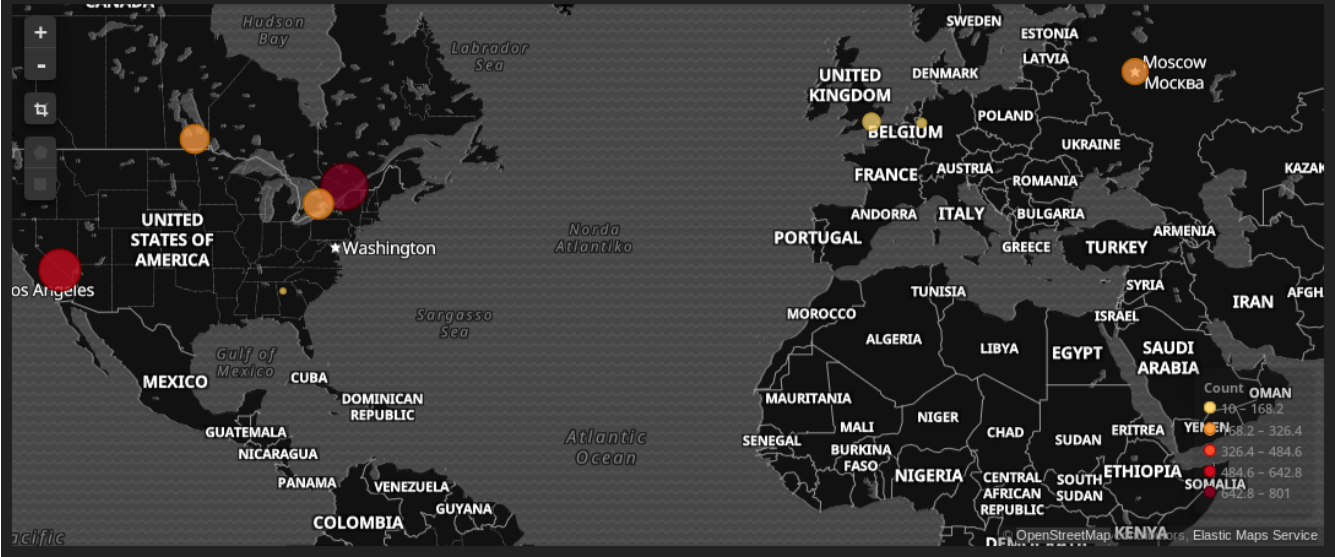 CANADA
Hudson
Bay
Labrador
Sea
SWEDEN
ESTONIA
LATVIA
Moscow
Москва
UNITED
KINGDOM
DENMARK
BELGIUM
POLAND
UKRAINE
FRANCE
AUSTRIA
ROMANIA
KAZAK
ANDORRA
ITALY
BULGARIA
PORTUGAL
GREECE
TURKEY
ARMENIA
UNITED
STATES OF
AMERICA
Washington
Norda
Atlantiko
os Angeles
Sargasso
Sea
TUNISIA
SYRIA
IRAN
AFGH
MOROCCO
ISRAEL
ALGERIA
LIBYA
EGYPT
SAUDI
ARABIA
Gulf of
Mexico
MEXICO
CUBA
DOMINICAN
REPUBLIC
MAURITANIA
MALI
NIGER
CHAD
SUDAN
ERITREA
YEMEN
OMAN
GUATEMALA
NICARAGUA
PANAMA
VENEZUELA
GUYANA
COLOMBIA
Atlantic
Ocean
SENEGAL
BURKINA
FASO
NIGERIA
CENTRAL
AFRICAN
REPUBLIC
SOUTH
SUDAN
ETHIOPIA
SOMALIA
KENYA
acific
Count
10 – 168.2
168.2 – 326.4
326.4 – 484.6
484.6 – 642.8
642.8 – 801
OpenStreetMap contributors, Elastic Maps Service